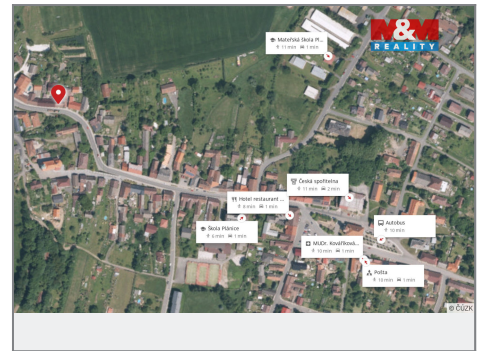 Mateřská škola Pl...
11 min 1 min
M&M
REALITY
Česká spořitelna
11 min 2 min
Hotel restaurant ...
8 min 1 min
Škola Plánice
5 min 1 min
Autobus
10 min
MUDr. Kovaříková...
10 min 1 min
Pošta
10 min 1 min
© ČÚZK